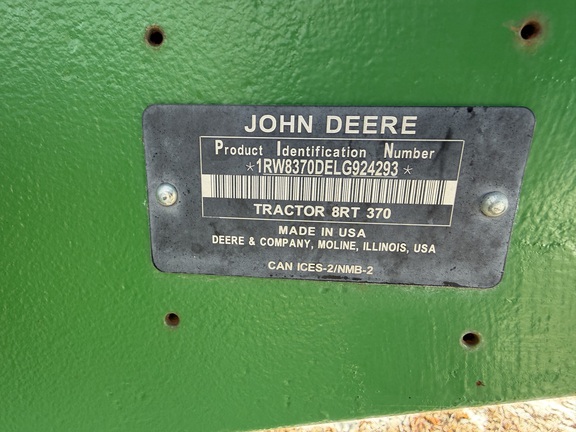 JOHN DEERE
Product Identification Number
*1RW8370DELG924293*
TRACTOR 8RT 370
MADE IN USA
DEERE & COMPANY, MOLINE, ILLINOIS, USA
CAN ICES-2/NMB-2